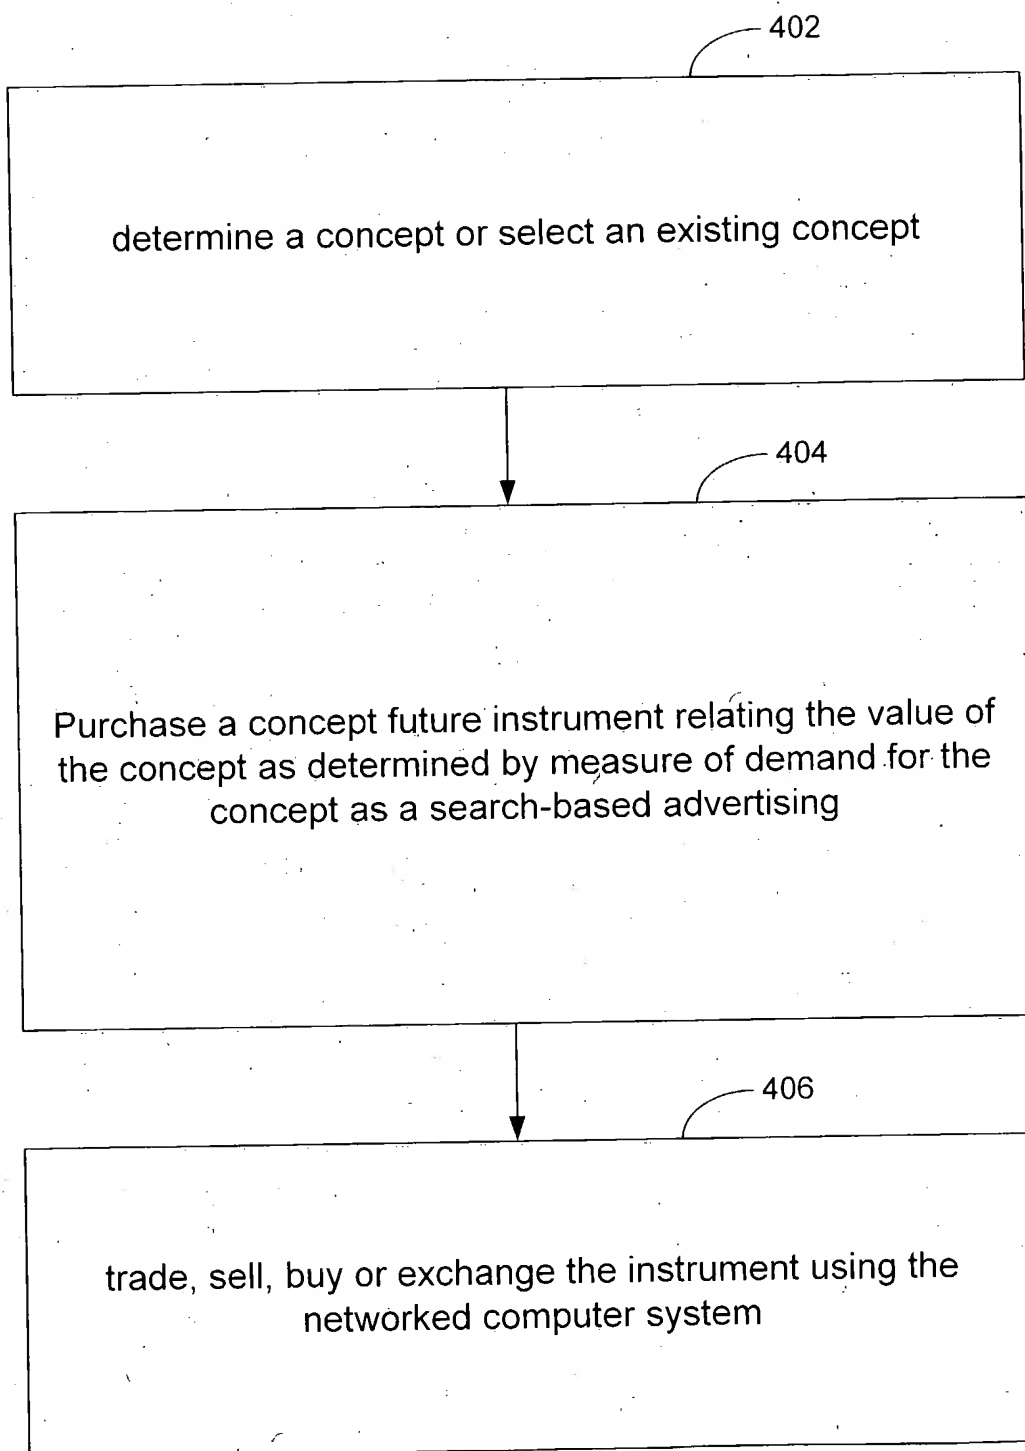 402
determine a concept or select an existing concept
404
Purchase a concept future instrument relating the value of
the concept as determined by measure of demand for the
concept as a search-based advertising
406
trade, sell, buy or exchange the instrument using the
networked computer system